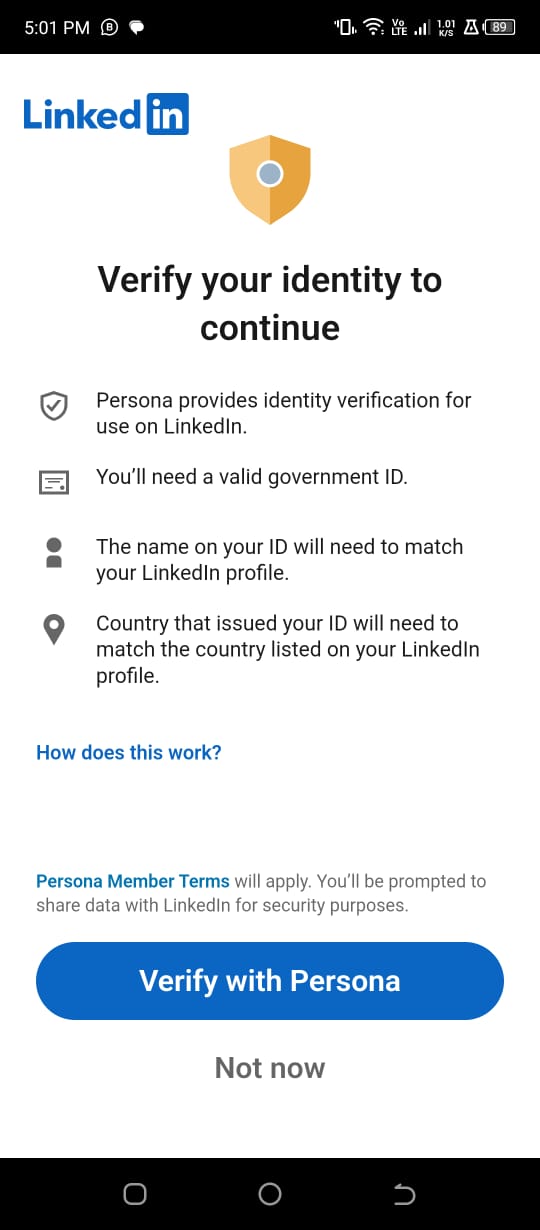 5:01 PM
Vo
LTE
1.01
K/S
89
Linked in
Verify your identity to
continue
Persona provides identity verification for
use on LinkedIn.
You’ll need a valid government ID.
The name on your ID will need to match
your LinkedIn profile.
Country that issued your ID will need to
match the country listed on your LinkedIn
profile.
How does this work?
Persona Member Terms will apply. You’ll be prompted to
share data with LinkedIn for security purposes.
Verify with Persona
Not now